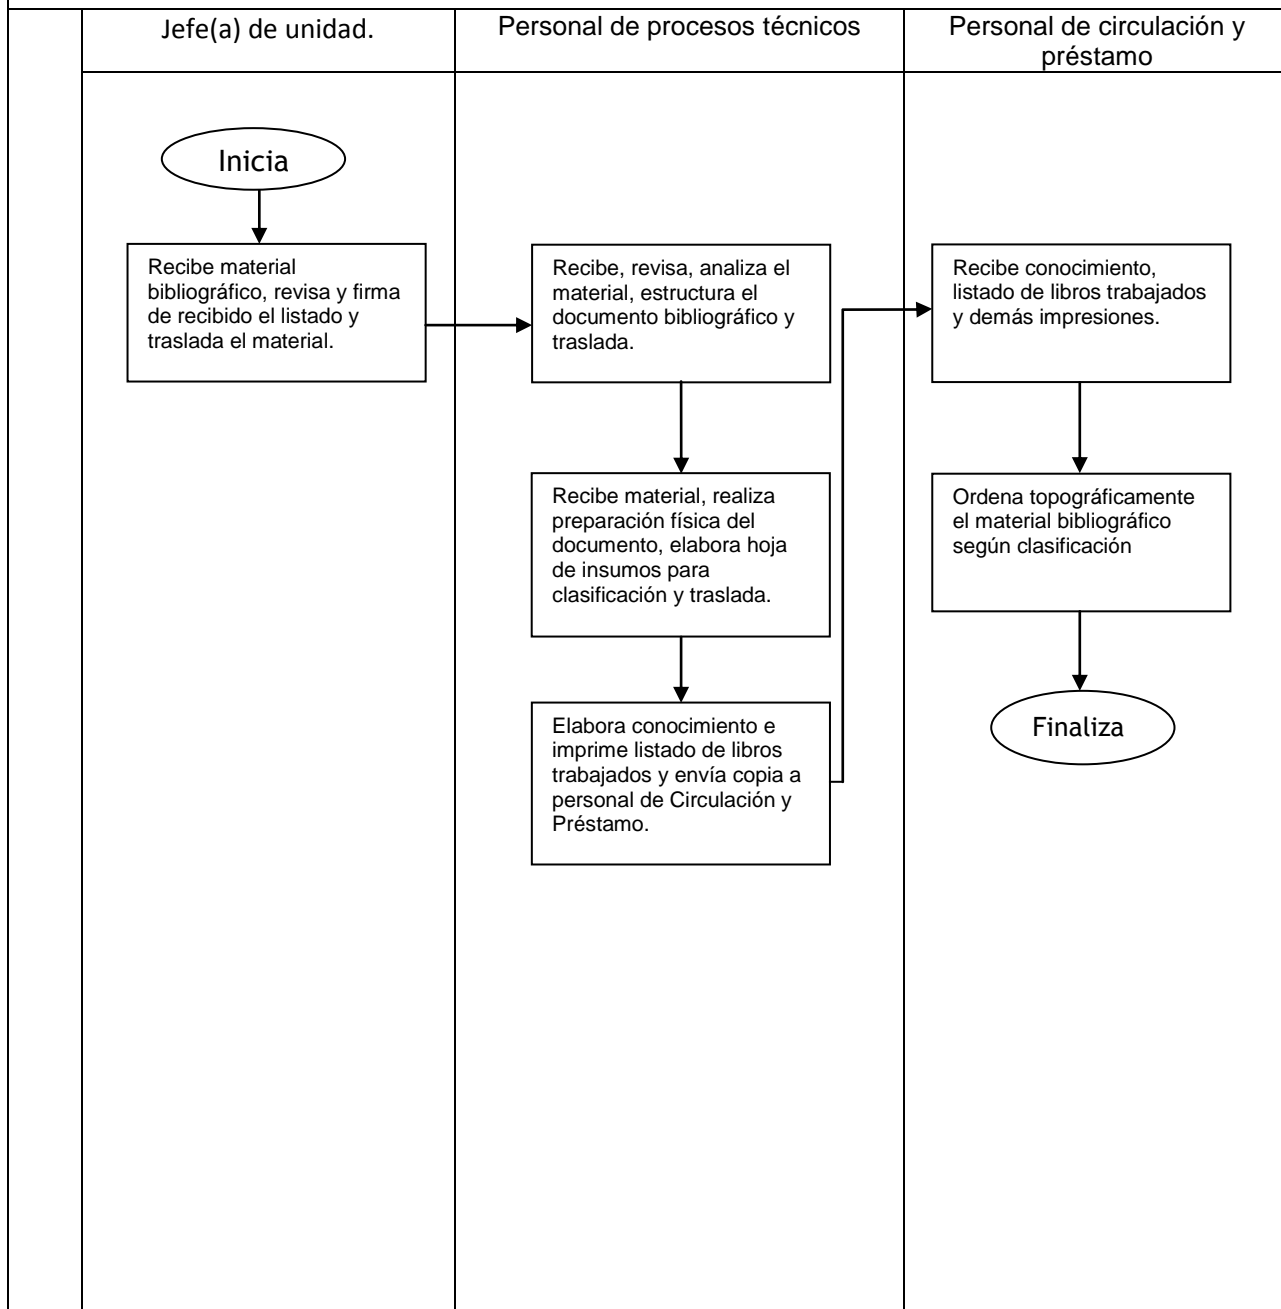 Jefe(a) de unidad.
Personal de procesos técnicos
Personal de circulación y
préstamo
Inicia
Recibe material
bibliográfico, revisa y firma
de recibido el listado y
traslada el material.
Recibe, revisa, analiza el
material, estructura el
documento bibliográfico y
traslada.
Recibe material, realiza
preparación física del
documento, elabora hoja
de insumos para
clasificación y traslada.
Elabora conocimiento e
imprime listado de libros
trabajados y envía copia a
personal de Circulación y
Préstamo.
Recibe conocimiento,
listado de libros trabajados
y demás impresiones.
Ordena topográficamente
el material bibliográfico
según clasificación
Finaliza